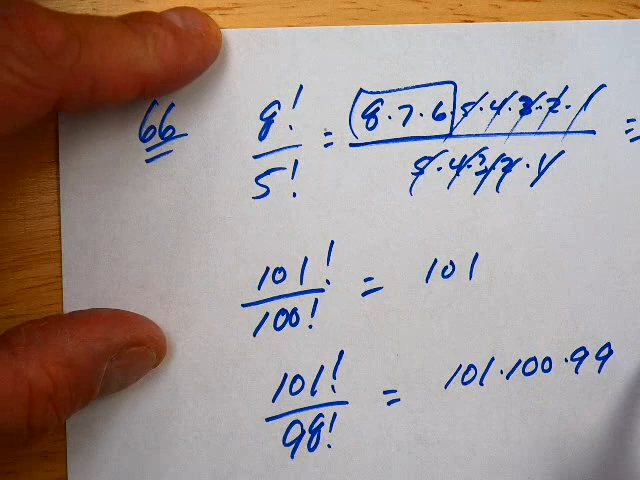 66 8!/5! = (8·7·6·5·4·3·2·1)/(5·4·3·2·1) =
101!/100! = 101
101!/98! = 101·100·99